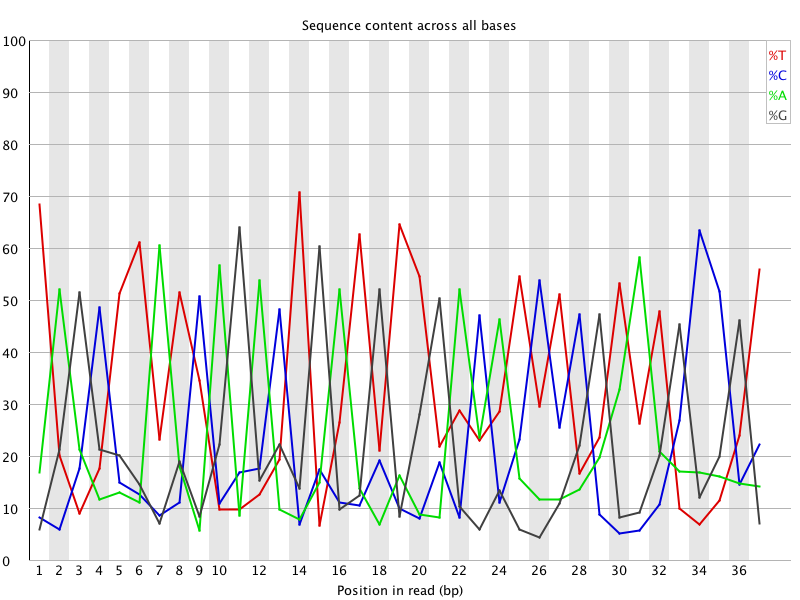 Sequence content across all bases
100
90
80
70
60
50
40
30
20
10
0
%T
%C
%A
%G
1 2 3 4 5 6 7 8 9 10 12 14 16 18 20 22 24 26 28 30 32 34 36
Position in read (bp)